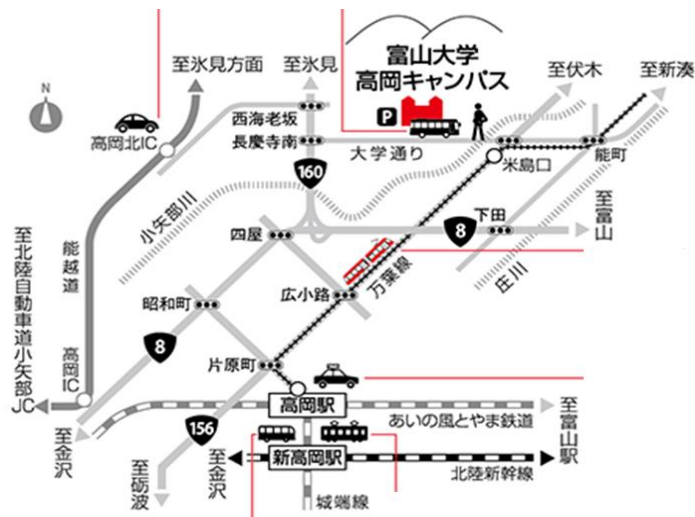 富山大学
高岡キャンパス
至氷見方面
至氷見
至伏木
至新湊
N
P
西海老坂
高岡北IC
長慶寺南
大学通り
米島口
能町
160
小矢部川
至富山
下田
8
四屋
能越道
至北陸自動車道小矢部JC
万葉線
庄川
広小路
昭和町
8
片原町
高岡IC
高岡駅
あいの風とやま鉄道
至富山駅
156
至金沢
至砺波
至金沢
新高岡駅
北陸新幹線
城端線